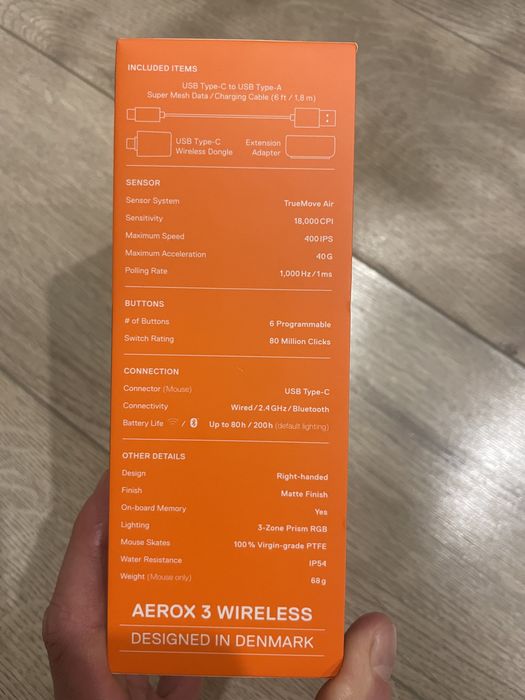 INCLUDED ITEMS
USB Type-C to USB Type-A
Super Mesh Data/Charging Cable (6 ft / 1.8 m)
USB Type-C Extension
Wireless Dongle Adapter
SENSOR
Sensor System TrueMove Air
Sensitivity 18,000 CPI
Maximum Speed 400 IPS
Maximum Acceleration 40 G
Polling Rate 1,000 Hz/1 ms
BUTTONS
# of Buttons 6 Programmable
Switch Rating 80 Million Clicks
CONNECTION
Connector (Mouse) USB Type-C
Connectivity Wired/2.4 GHz/Bluetooth
Battery Life / Up to 80h / 200h (default lighting)
OTHER DETAILS
Design Right-handed
Finish Matte Finish
On-board Memory Yes
Lighting 3-Zone Prism RGB
Mouse Skates 100% Virgin-grade PTFE
Water Resistance IP54
Weight (Mouse only) 68 g
AEROX 3 WIRELESS
DESIGNED IN DENMARK